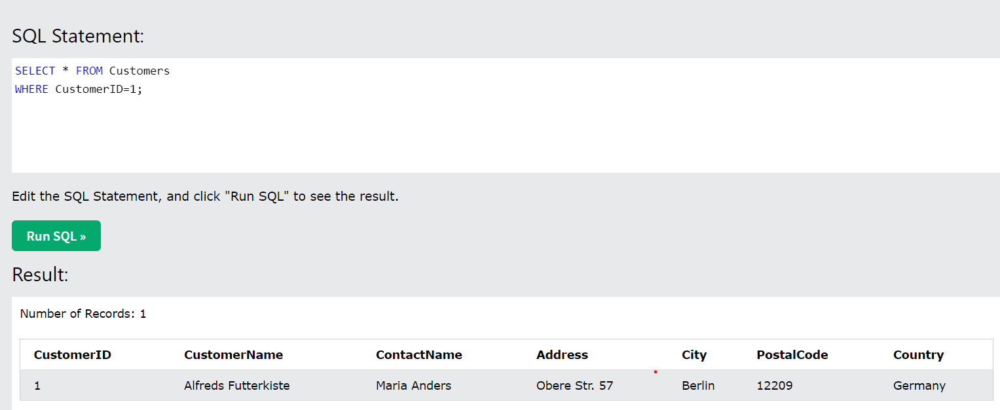 SQL Statement:
SELECT * FROM Customers
WHERE CustomerID=1;
Edit the SQL Statement, and click "Run SQL" to see the result.
Run SQL »
Result:
Number of Records: 1
CustomerID CustomerName ContactName Address City PostalCode Country
1 Alfreds Futterkiste Maria Anders Obere Str. 57 Berlin 12209 Germany